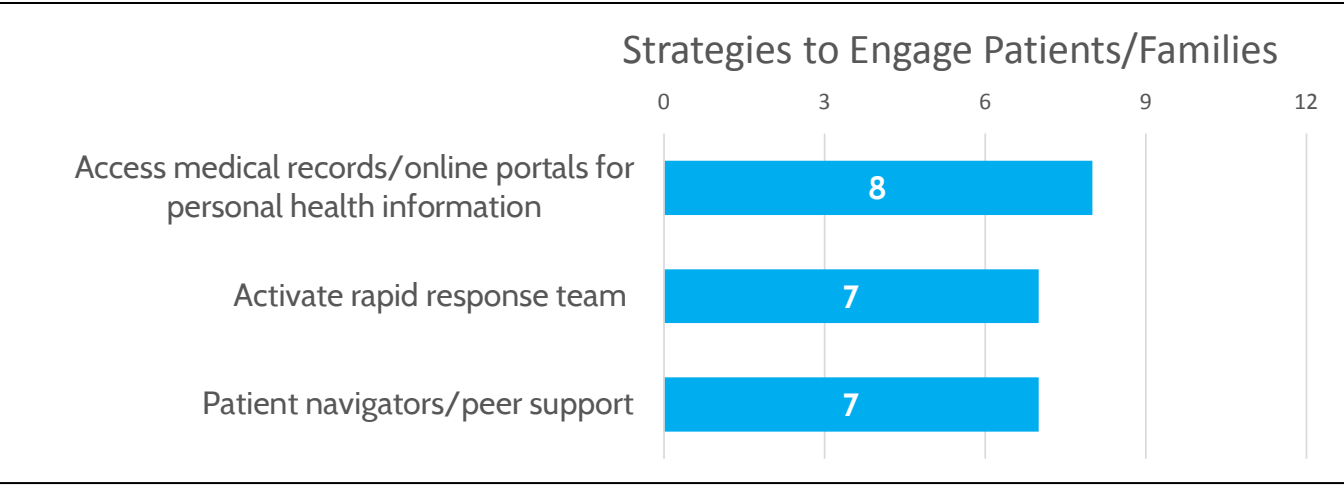 Strategies to Engage Patients/Families
0 3 6 9 12
Access medical records/online portals for
personal health information
8
Activate rapid response team
7
Patient navigators/peer support
7